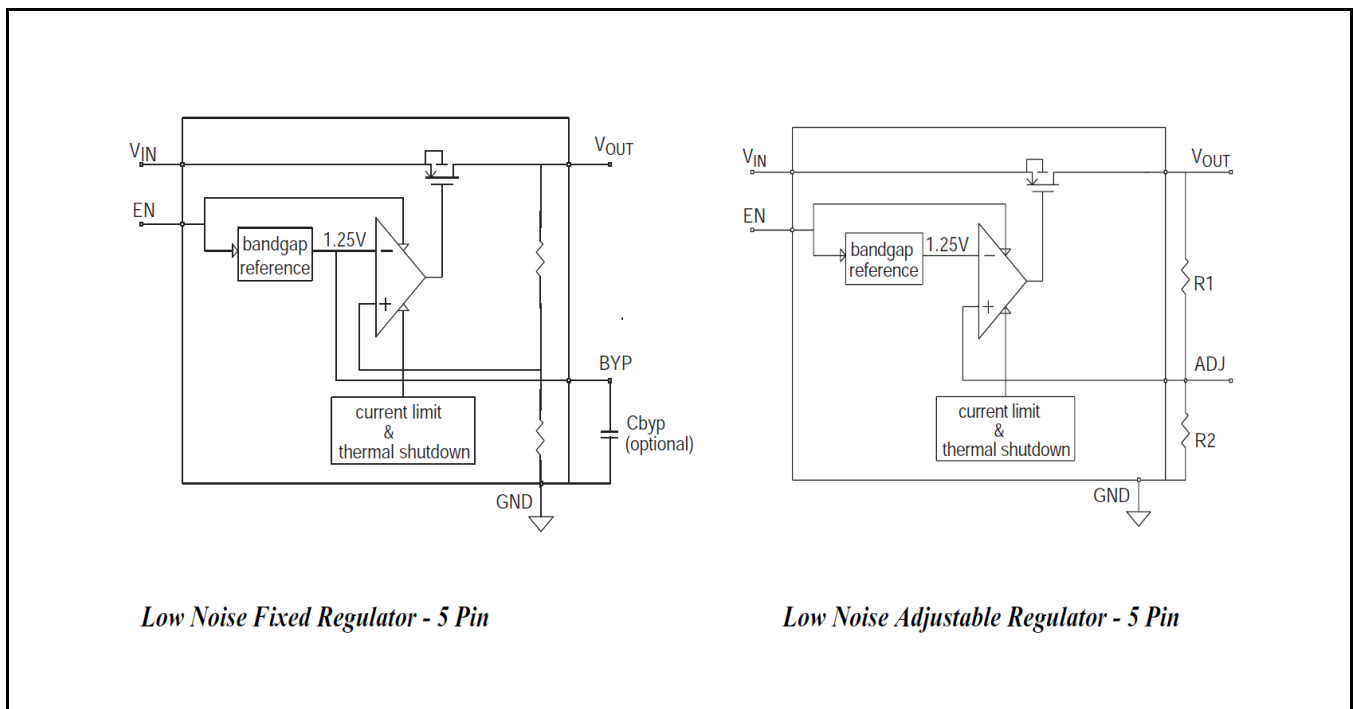 VIN
VOUT
EN
bandgap
reference
1.25V
−
+
BYP
current limit
&
thermal shutdown
Cbyp
(optional)
GND
Low Noise Fixed Regulator - 5 Pin
VIN
VOUT
EN
bandgap
reference
1.25V
−
+
R1
ADJ
current limit
&
thermal shutdown
R2
GND
Low Noise Adjustable Regulator - 5 Pin